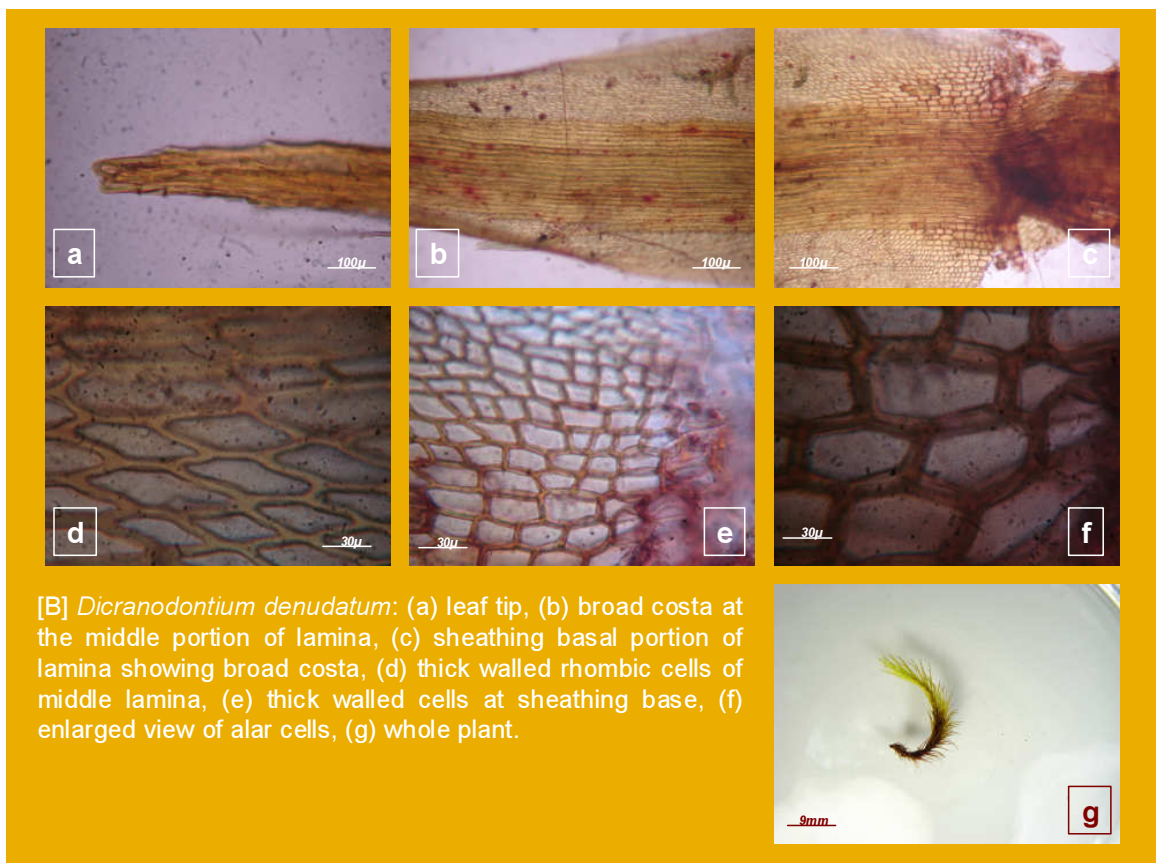 a
100μ
b
100μ
c
100μ
d
30μ
e
30μ
f
30μ
[B] Dicranodontium denudatum: (a) leaf tip, (b) broad costa at
the middle portion of lamina, (c) sheathing basal portion of
lamina showing broad costa, (d) thick walled rhombic cells of
middle lamina, (e) thick walled cells at sheathing base, (f)
enlarged view of alar cells, (g) whole plant.
g
9mm